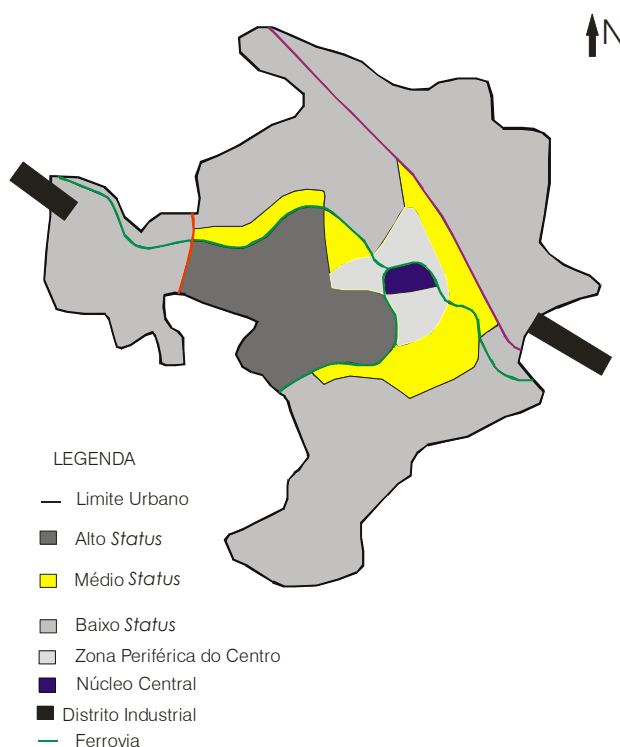 N
LEGENDA
Limite Urbano
Alto Status
Médio Status
Baixo Status
Zona Periférica do Centro
Núcleo Central
Distrito Industrial
Ferrovia